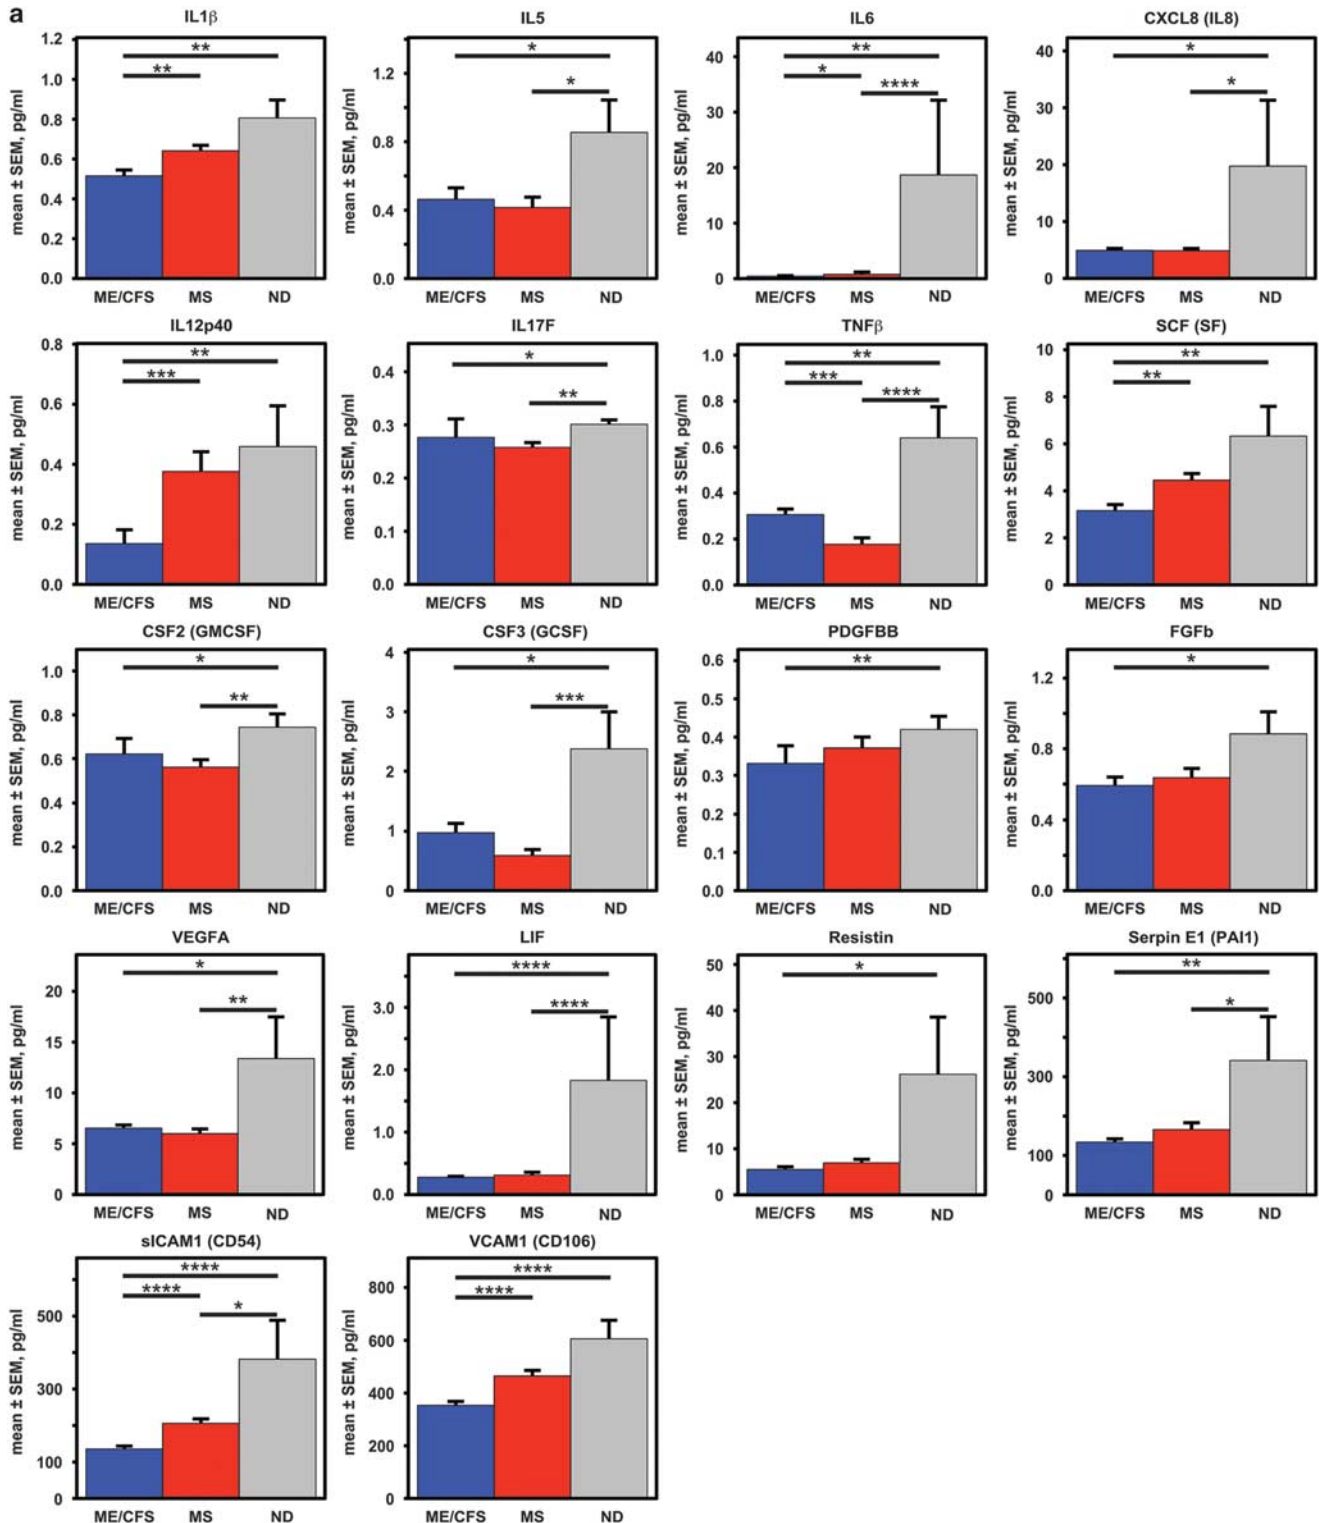 a
IL1β
mean ± SEM, pg/ml
1.2
1.0
0.8
0.6
0.4
0.2
0.0
**
**
ME/CFS MS ND
IL5
mean ± SEM, pg/ml
1.2
0.8
0.4
0.0
*
*
ME/CFS MS ND
IL6
mean ± SEM, pg/ml
40
30
20
10
0
**
*
****
ME/CFS MS ND
CXCL8 (IL8)
mean ± SEM, pg/ml
40
30
20
10
0
*
*
ME/CFS MS ND
IL12p40
mean ± SEM, pg/ml
0.8
0.6
0.4
0.2
0.0
**
***
ME/CFS MS ND
IL17F
mean ± SEM, pg/ml
0.4
0.3
0.2
0.1
0.0
*
**
ME/CFS MS ND
TNFβ
mean ± SEM, pg/ml
1.0
0.8
0.6
0.4
0.2
0.0
**
***
****
ME/CFS MS ND
SCF (SF)
mean ± SEM, pg/ml
10
8
6
4
2
0
**
**
ME/CFS MS ND
CSF2 (GMCSF)
mean ± SEM, pg/ml
1.0
0.8
0.6
0.4
0.2
0.0
*
**
ME/CFS MS ND
CSF3 (GCSF)
mean ± SEM, pg/ml
4
3
2
1
0
*
***
ME/CFS MS ND
PDGFBB
mean ± SEM, pg/ml
0.6
0.5
0.4
0.3
0.2
0.1
0.0
**
ME/CFS MS ND
FGFb
mean ± SEM, pg/ml
1.2
0.8
0.4
0.0
*
ME/CFS MS ND
VEGFA
mean ± SEM, pg/ml
20
15
10
5
0
*
**
ME/CFS MS ND
LIF
mean ± SEM, pg/ml
3.0
2.0
1.0
0.0
****
****
ME/CFS MS ND
Resistin
mean ± SEM, pg/ml
50
40
30
20
10
0
*
ME/CFS MS ND
Serpin E1 (PAI1)
mean ± SEM, pg/ml
500
300
100
0
**
*
ME/CFS MS ND
sICAM1 (CD54)
mean ± SEM, pg/ml
500
300
100
0
****
****
*
ME/CFS MS ND
VCAM1 (CD106)
mean ± SEM, pg/ml
800
600
400
200
0
****
****
ME/CFS MS ND